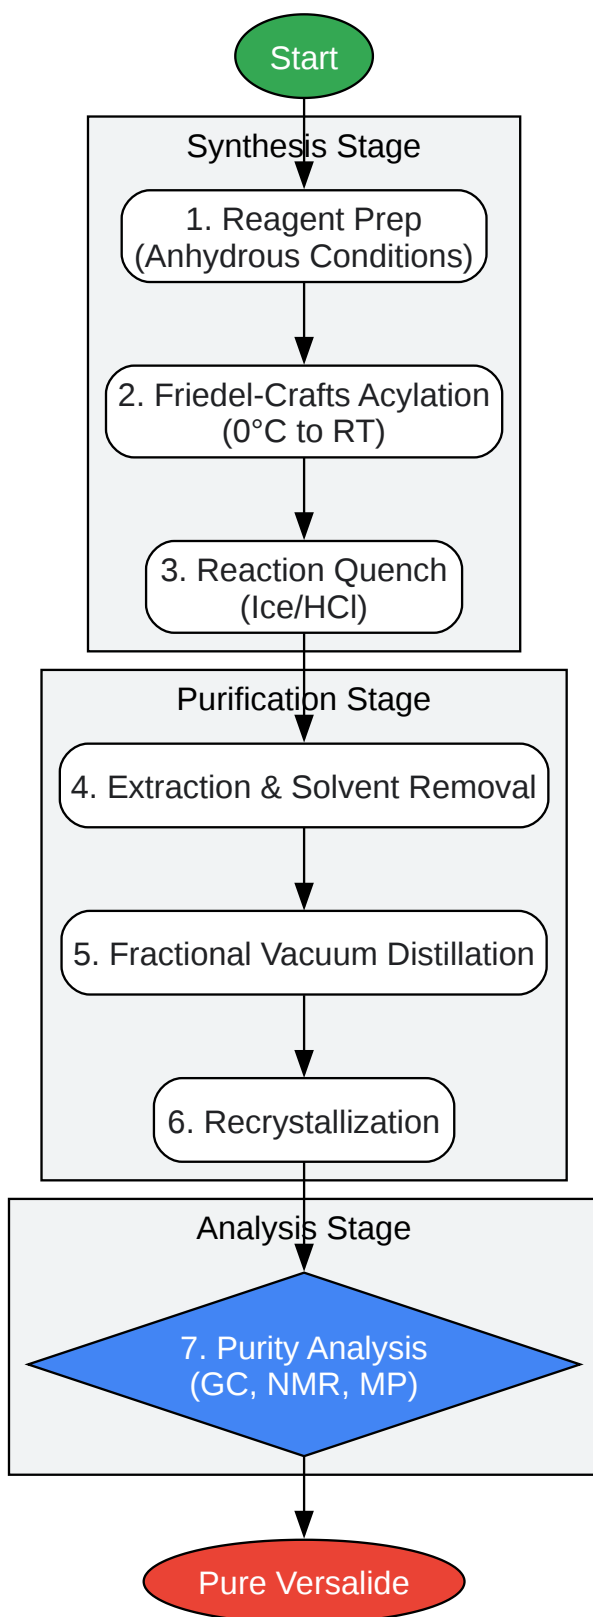 Start
Synthesis Stage
1. Reagent Prep
(Anhydrous Conditions)
2. Friedel-Crafts Acylation
(0°C to RT)
3. Reaction Quench
(Ice/HCl)
Purification Stage
4. Extraction & Solvent Removal
5. Fractional Vacuum Distillation
6. Recrystallization
Analysis Stage
7. Purity Analysis
(GC, NMR, MP)
Pure Versalide